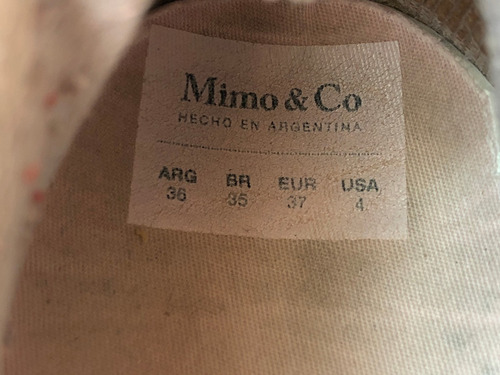 Mimo & Co
HECHO EN ARGENTINA
ARG BR EUR USA
36 35 37 4